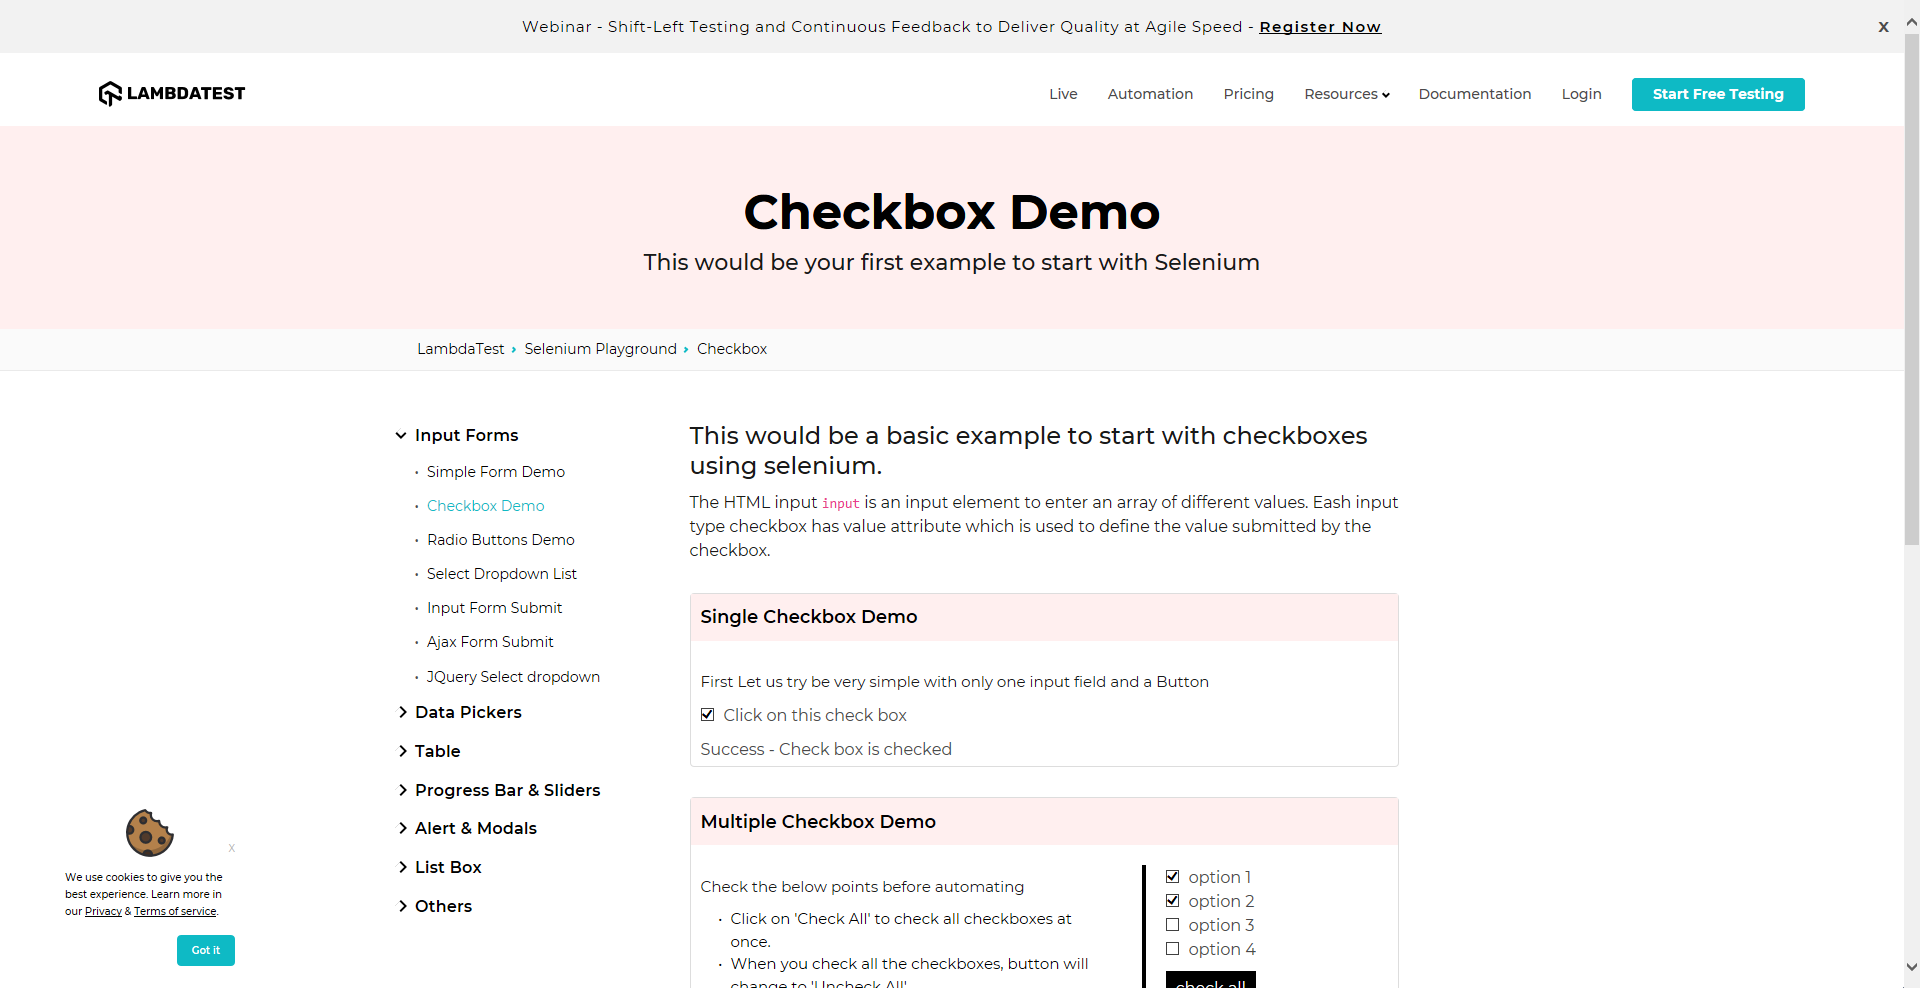 Webinar - Shift-Left Testing and Continuous Feedback to Deliver Quality at Agile Speed - Register Now
X
LAMBDATEST
Live
Automation
Pricing
Resources
Documentation
Login
Start Free Testing
Checkbox Demo
This would be your first example to start with Selenium
LambdaTest › Selenium Playground › Checkbox
Input Forms
Simple Form Demo
Checkbox Demo
Radio Buttons Demo
Select Dropdown List
Input Form Submit
Ajax Form Submit
JQuery Select dropdown
Data Pickers
Table
Progress Bar & Sliders
Alert & Modals
List Box
Others
This would be a basic example to start with checkboxes
using selenium.
The HTML input input is an input element to enter an array of different values. Eash input
type checkbox has value attribute which is used to define the value submitted by the
checkbox.
Single Checkbox Demo
First Let us try be very simple with only one input field and a Button
Click on this check box
Success - Check box is checked
Multiple Checkbox Demo
Check the below points before automating
Click on 'Check All' to check all checkboxes at
once.
When you check all the checkboxes, button will
change to 'Uncheck All'
option 1
option 2
option 3
option 4
check all
X
We use cookies to give you the
best experience. Learn more in
our Privacy & Terms of service.
Got it